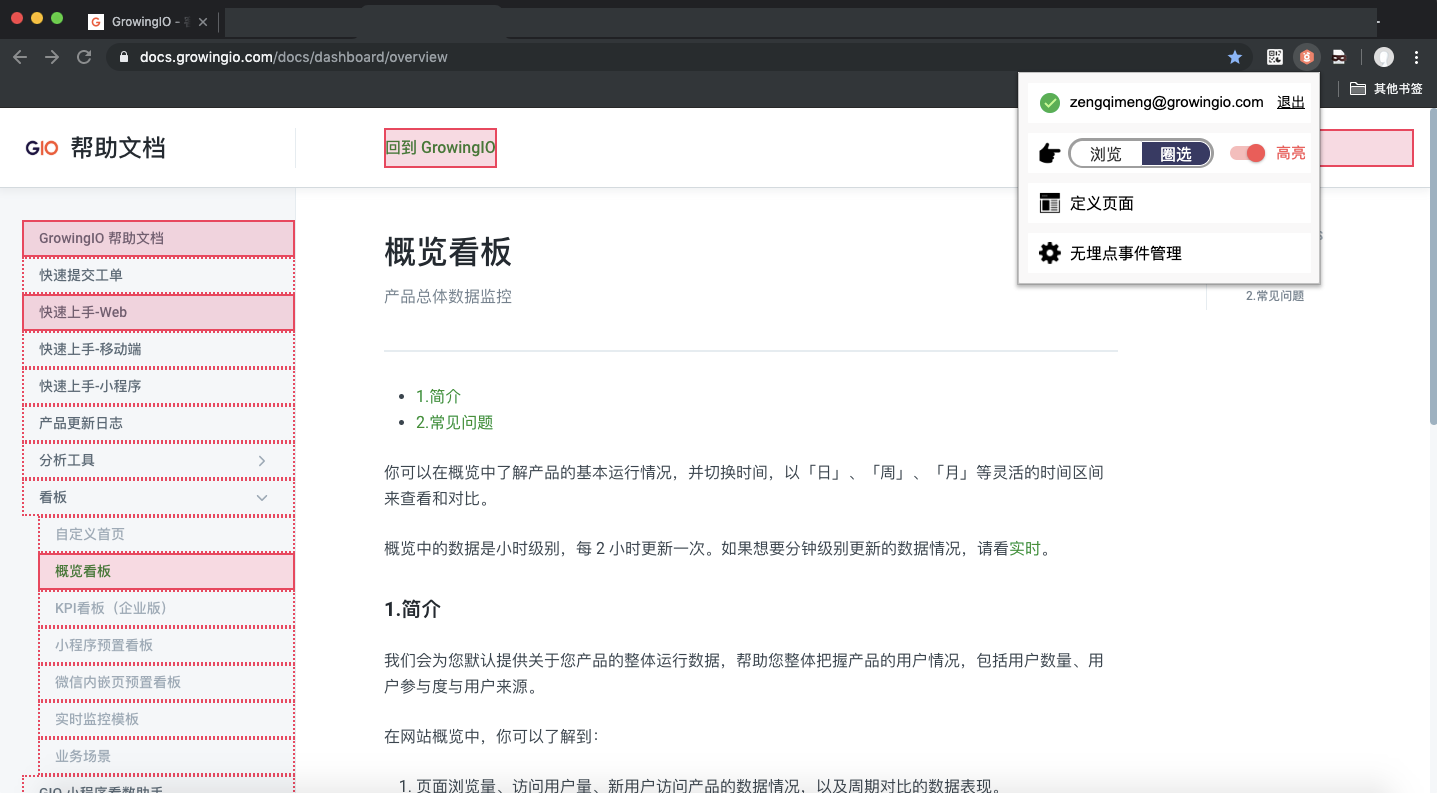 GrowingIO -
docs.growingio.com/docs/dashboard/overview
其他书签
zengqimeng@growingio.com 退出
浏览 圈选 高亮
定义页面
无埋点事件管理
GIO 帮助文档
回到 GrowingIO
GrowingIO 帮助文档
快速提交工单
快速上手-Web
快速上手-移动端
快速上手-小程序
产品更新日志
分析工具
看板
自定义首页
概览看板
KPI看板（企业版）
小程序预置看板
微信内嵌页预置看板
实时监控模板
业务场景
GIO 小程序看数助手
概览看板
产品总体数据监控
1.简介
2.常见问题
你可以在概览中了解产品的基本运行情况，并切换时间，以「日」、「周」、「月」等灵活的时间区间
来查看和对比。
概览中的数据是小时级别，每 2 小时更新一次。如果想要分钟级别更新的数据情况，请看实时。
1.简介
我们会为您默认提供关于您产品的整体运行数据，帮助您整体把握产品的用户情况，包括用户数量、用
户参与度与用户来源。
在网站概览中，你可以了解到：
1. 页面浏览量、访问用户量、新用户访问产品的数据情况，以及周期对比的数据表现。
2.常见问题